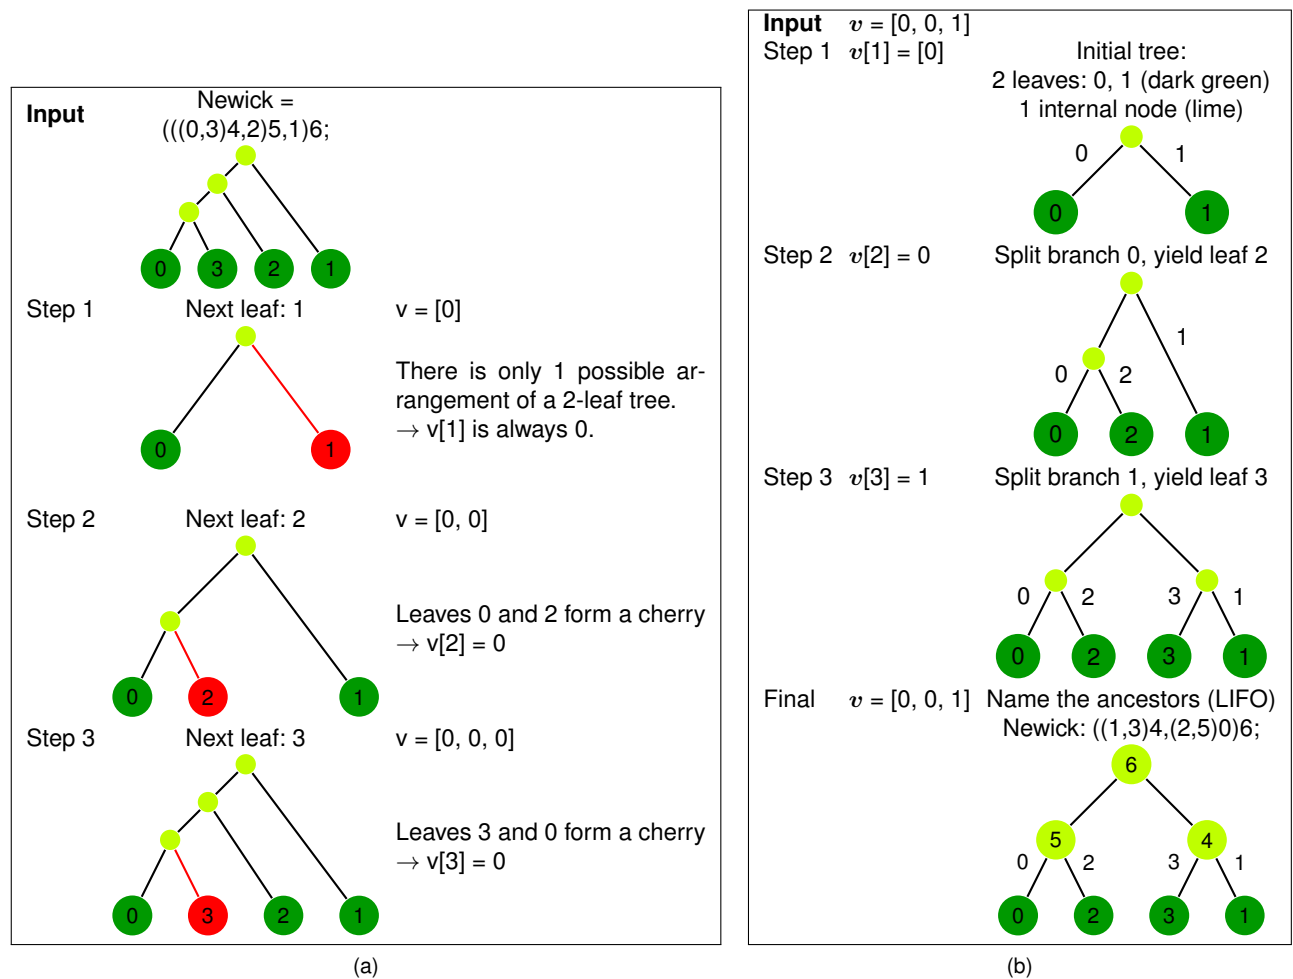 Input
Newick =
(((0,3)4,2)5,1)6;
0 3 2 1
Step 1 Next leaf: 1 v = [0]
There is only 1 possible ar-
rangement of a 2-leaf tree.
→ v[1] is always 0.
0 1
Step 2 Next leaf: 2 v = [0, 0]
Leaves 0 and 2 form a cherry
→ v[2] = 0
0 2 1
Step 3 Next leaf: 3 v = [0, 0, 0]
Leaves 3 and 0 form a cherry
→ v[3] = 0
0 3 2 1
(a)
Input v = [0, 0, 1]
Step 1 v[1] = [0] Initial tree:
2 leaves: 0, 1 (dark green)
1 internal node (lime)
0 1
0 1
Step 2 v[2] = 0 Split branch 0, yield leaf 2
1
0 2
0 2 1
Step 3 v[3] = 1 Split branch 1, yield leaf 3
0 2 3 1
0 2 3 1
Final v = [0, 0, 1] Name the ancestors (LIFO)
Newick: ((1,3)4,(2,5)0)6;
6
5 4
0 2 3 1
0 2 3 1
(b)